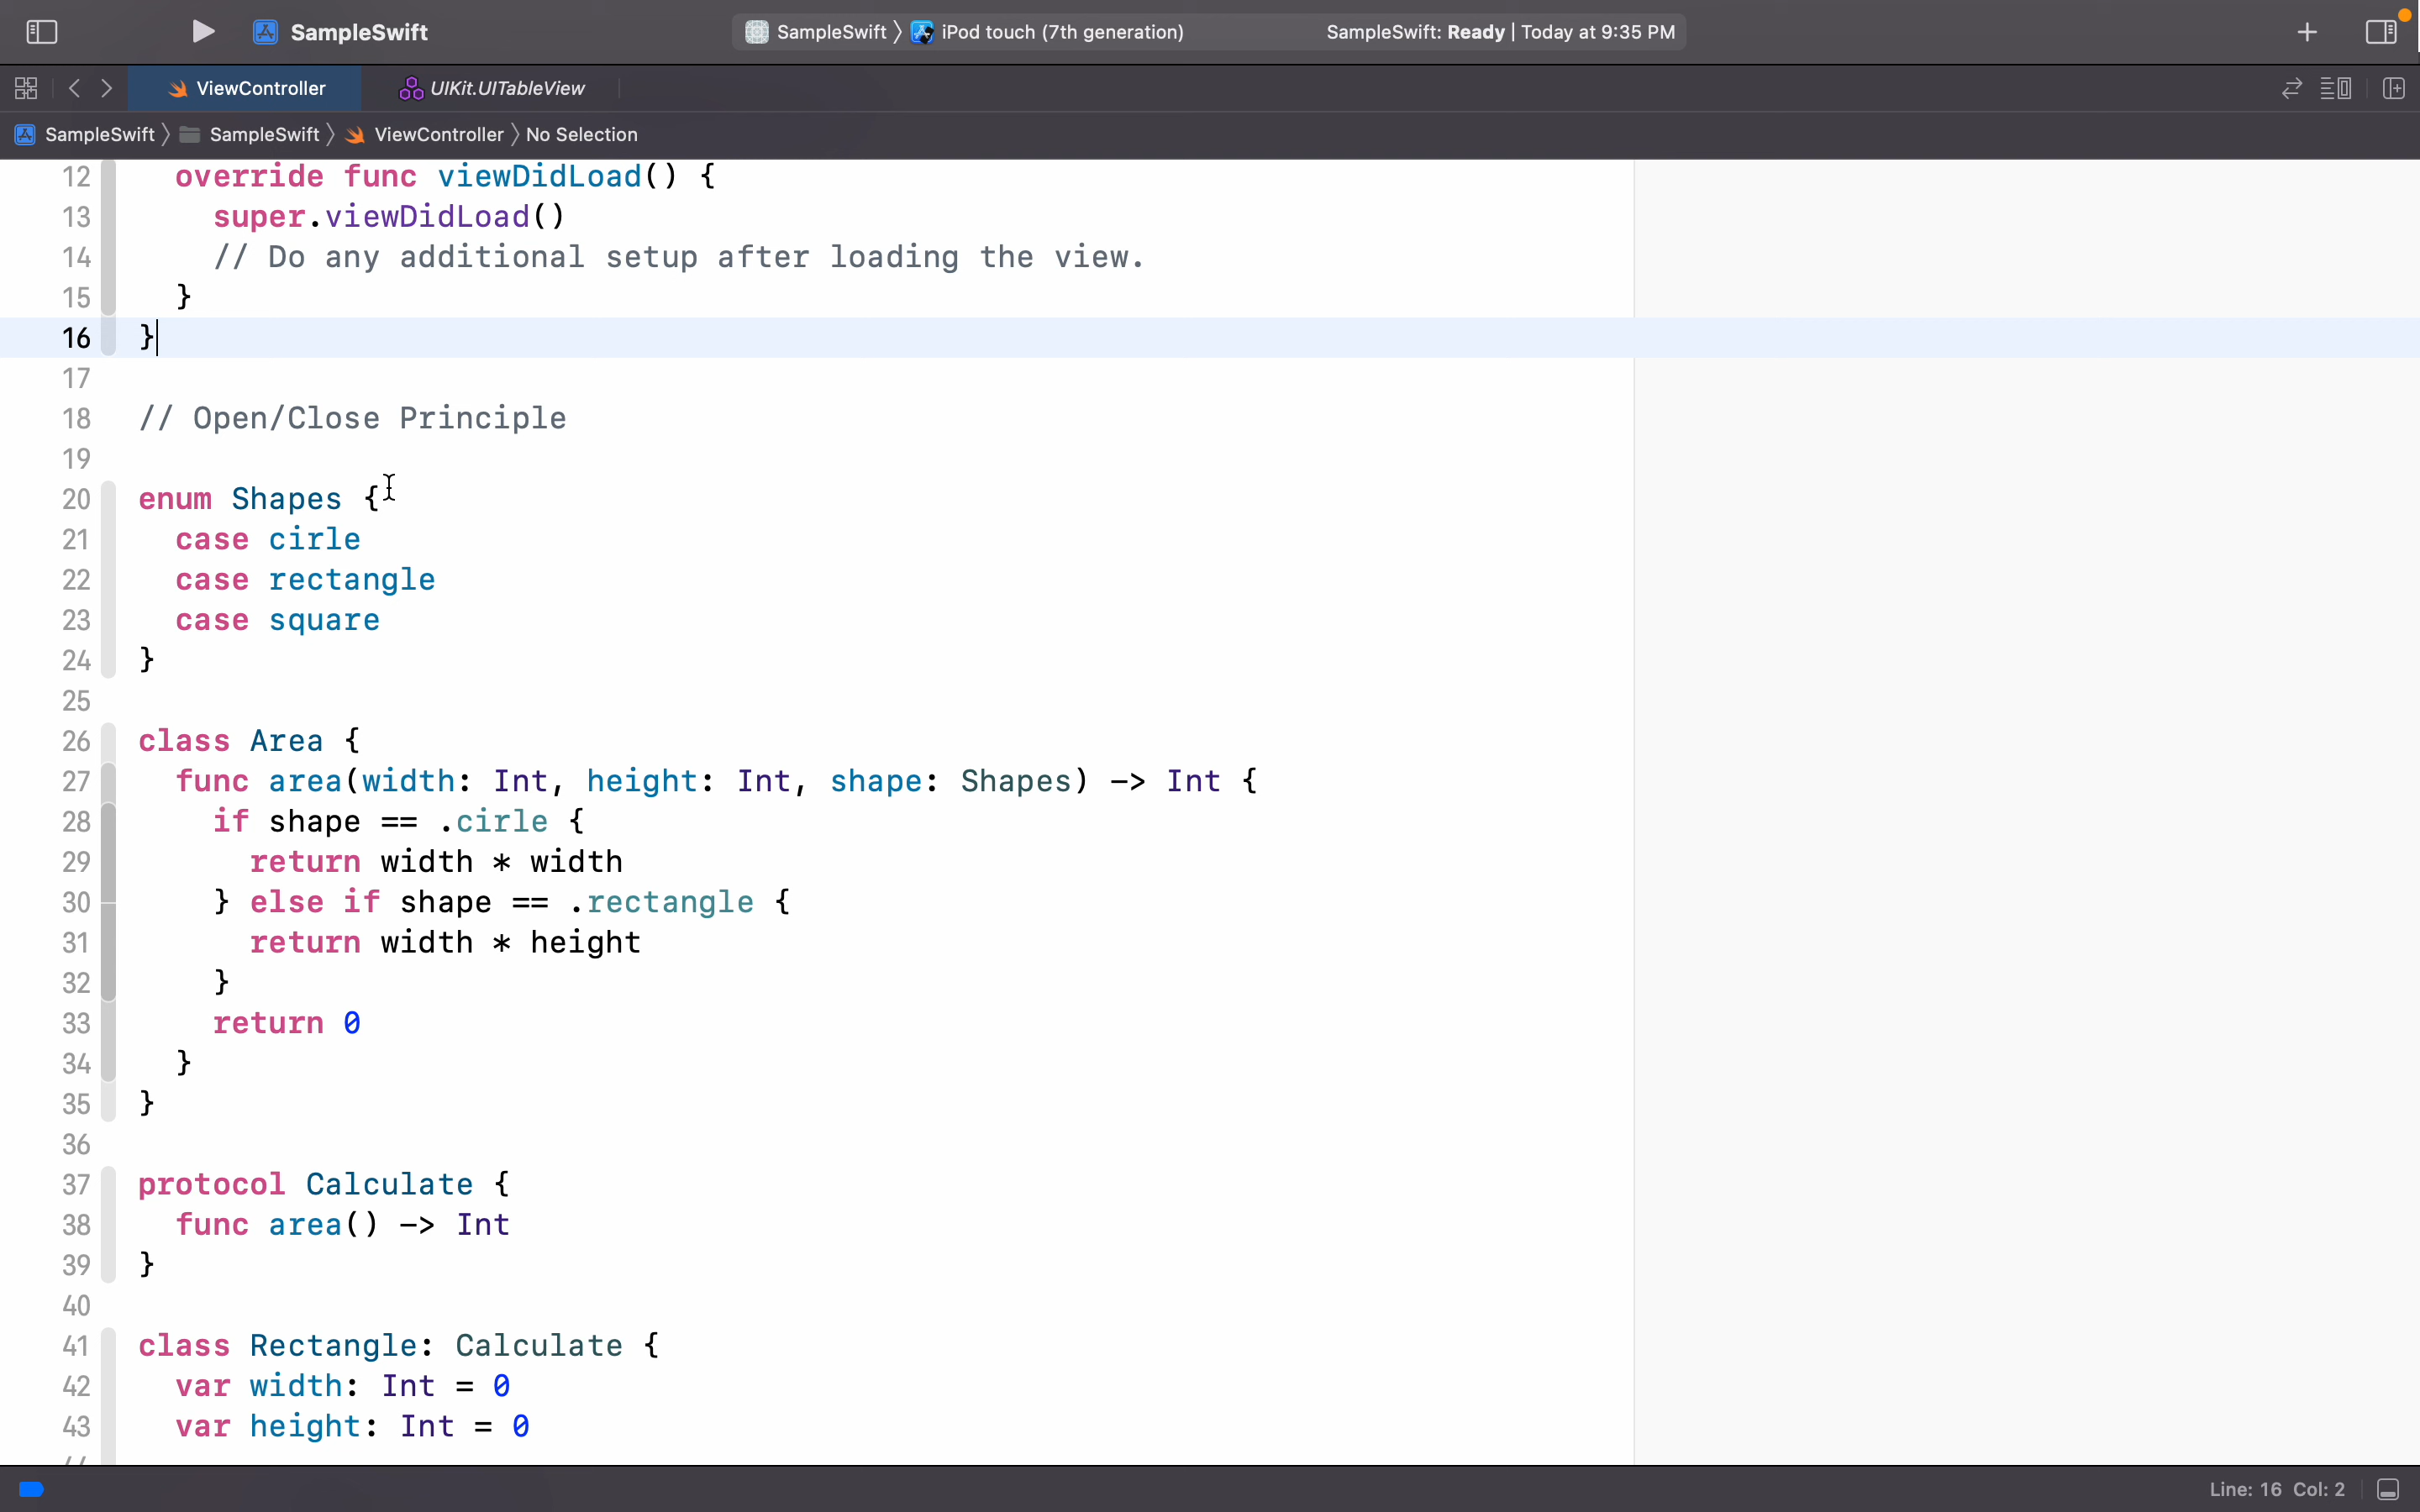 SampleSwift
SampleSwift 〉 iPod touch (7th generation)
SampleSwift: Ready | Today at 9:35 PM
ViewController
UIKit.UITableView
SampleSwift 〉 SampleSwift 〉 ViewController 〉 No Selection
12 override func viewDidLoad() {
13 super.viewDidLoad()
14 // Do any additional setup after loading the view.
15 }
16 }
17
18 // Open/Close Principle
19
20 enum Shapes {
21 case cirle
22 case rectangle
23 case square
24 }
25
26 class Area {
27 func area(width: Int, height: Int, shape: Shapes) -> Int {
28 if shape == .cirle {
29 return width * width
30 } else if shape == .rectangle {
31 return width * height
32 }
33 return 0
34 }
35 }
36
37 protocol Calculate {
38 func area() -> Int
39 }
40
41 class Rectangle: Calculate {
42 var width: Int = 0
43 var height: Int = 0
Line: 16 Col: 2